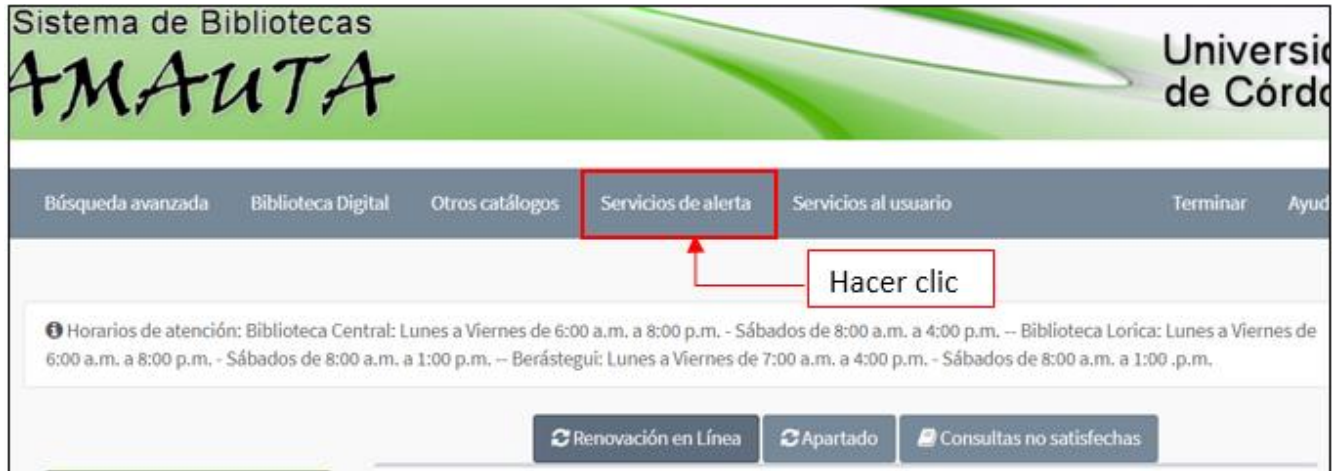 Sistema de Bibliotecas
AMAUTA
Universid
de Córdo
Búsqueda avanzada Biblioteca Digital Otros catálogos Servicios de alerta Servicios al usuario Terminar Ayud
Hacer clic
Horarios de atención: Biblioteca Central: Lunes a Viernes de 6:00 a.m. a 8:00 p.m. - Sábados de 8:00 a.m. a 4:00 p.m. -- Biblioteca Lorica: Lunes a Viernes de
6:00 a.m. a 8:00 p.m. - Sábados de 8:00 a.m. a 1:00 p.m. -- Berástegui: Lunes a Viernes de 7:00 a.m. a 4:00 p.m. - Sábados de 8:00 a.m. a 1:00 .p.m.
Renovación en Línea Apartado Consultas no satisfechas